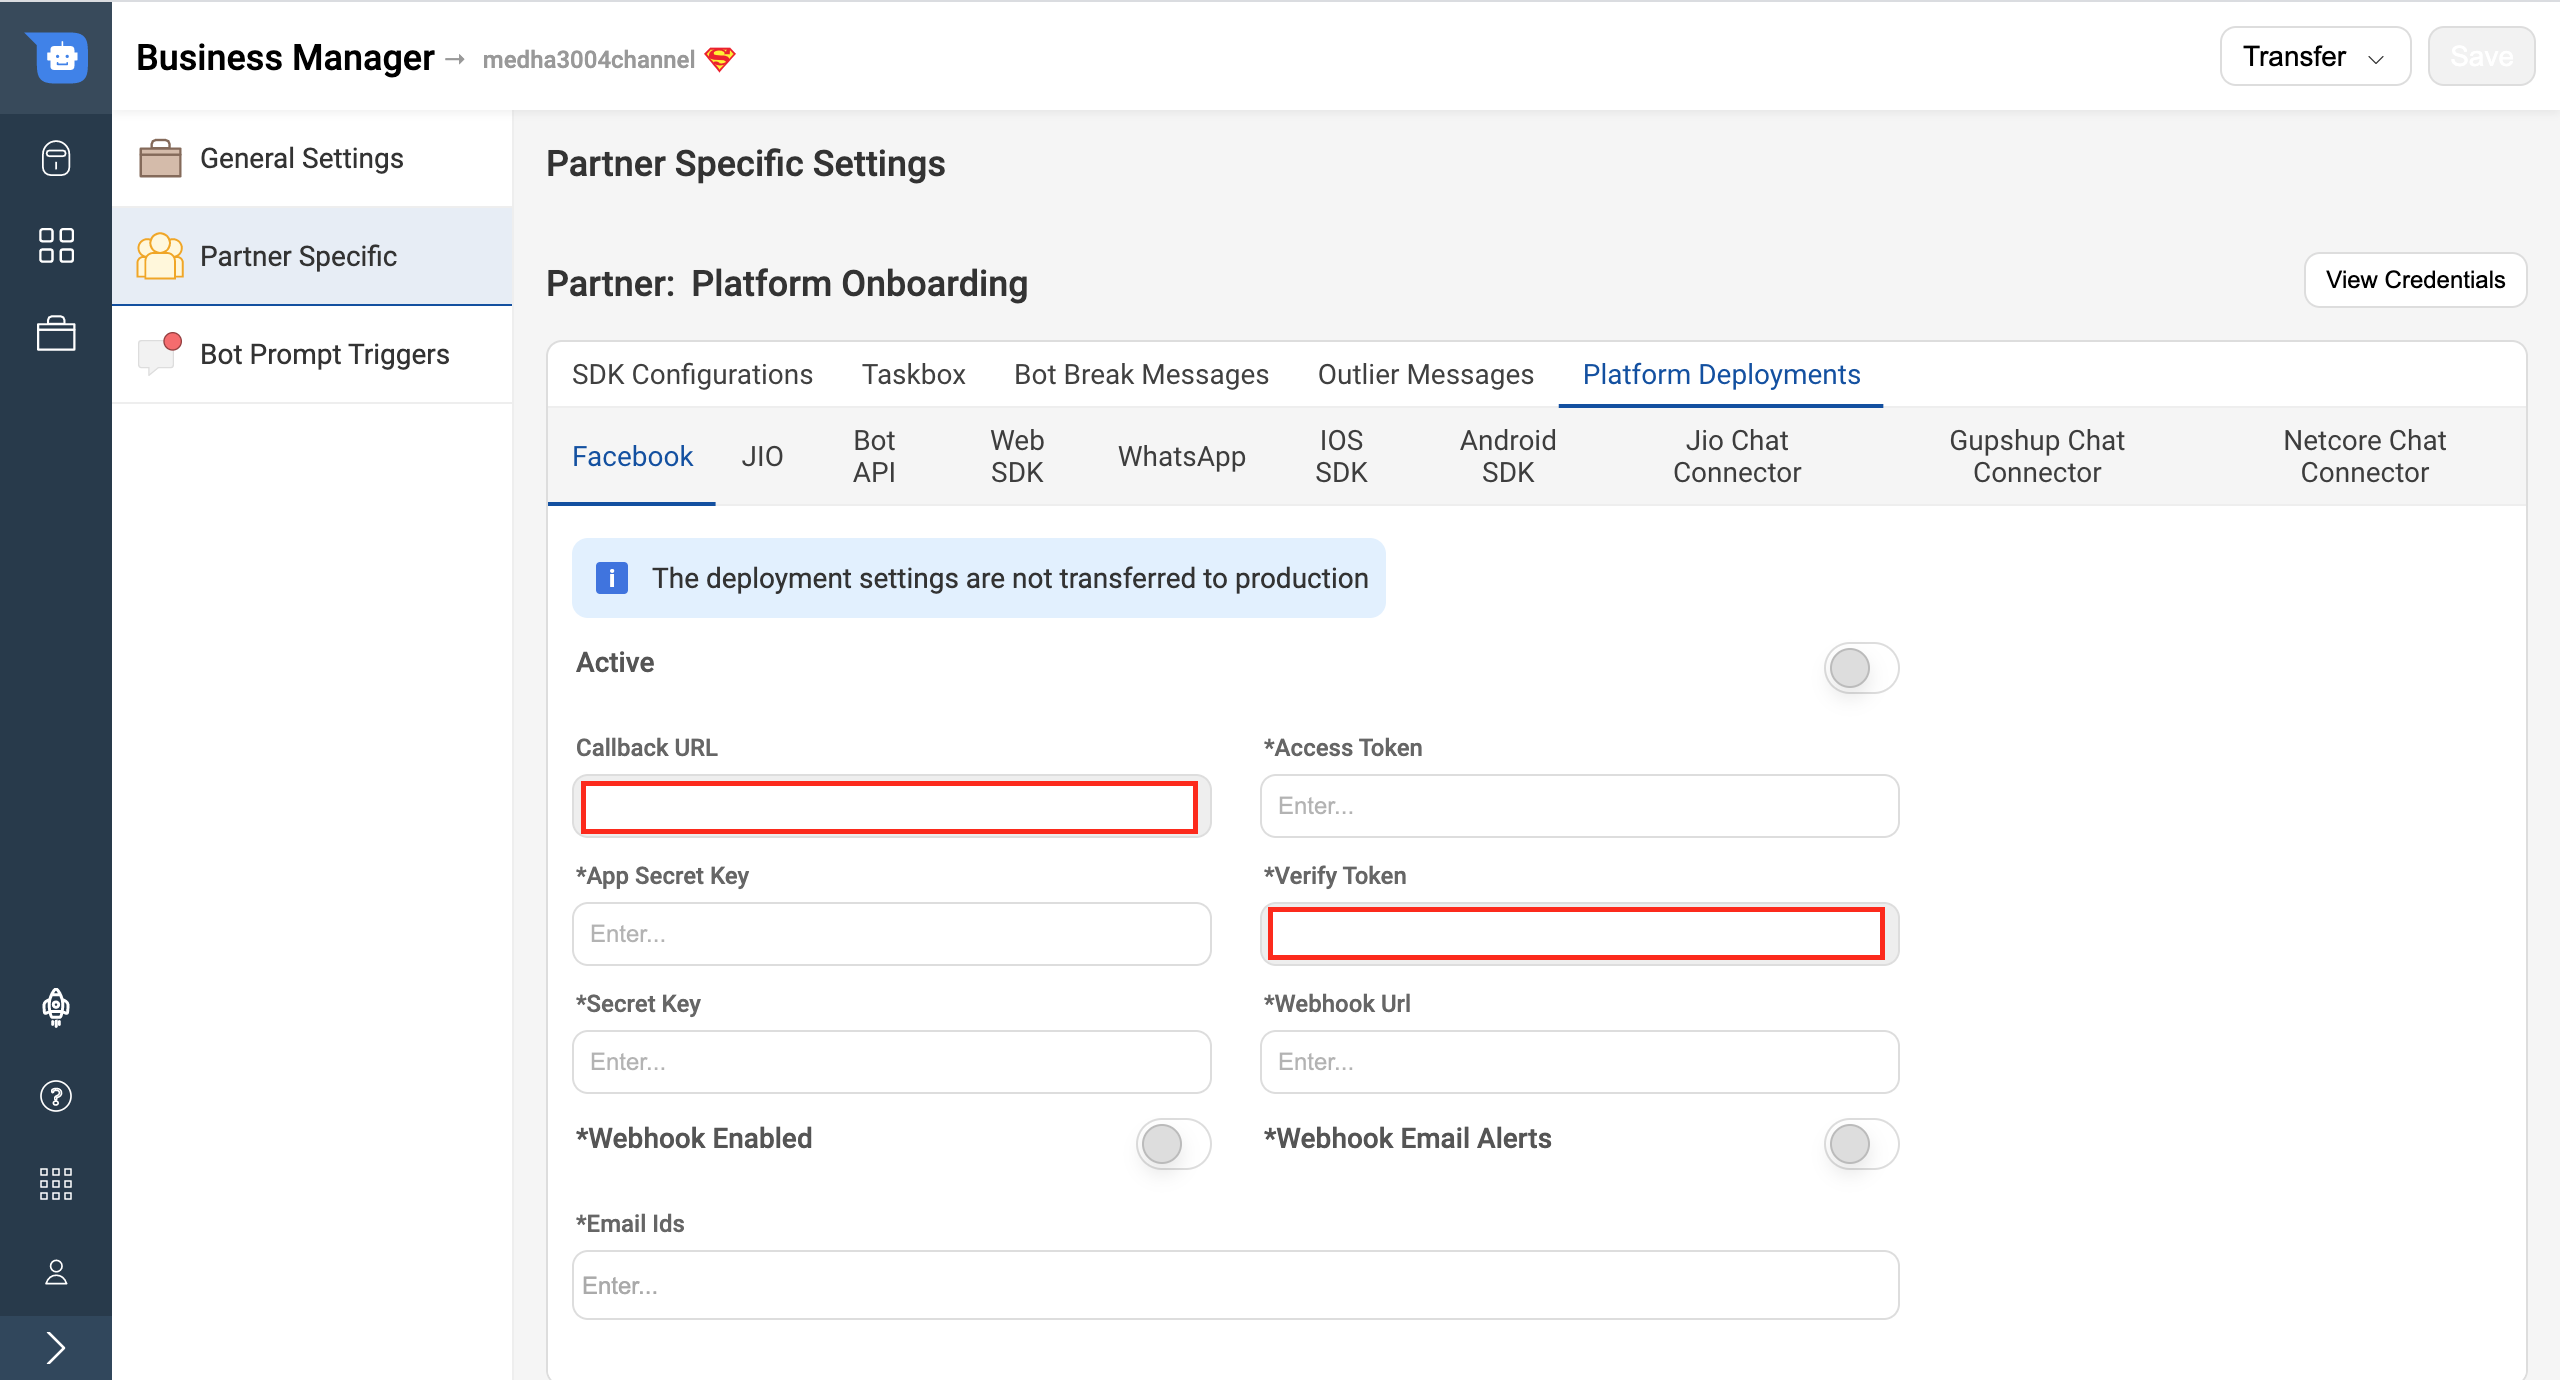 Business Manager → medha3004channel
Transfer
Save
General Settings
Partner Specific
Bot Prompt Triggers
Partner Specific Settings
Partner: Platform Onboarding
View Credentials
SDK Configurations Taskbox Bot Break Messages Outlier Messages Platform Deployments
Facebook JIO Bot API Web SDK WhatsApp IOS SDK Android SDK Jio Chat Connector Gupshup Chat Connector Netcore Chat Connector
The deployment settings are not transferred to production
Active
Callback URL
*Access Token
Enter...
*App Secret Key
*Verify Token
Enter...
*Secret Key
*Webhook Url
Enter...
Enter...
*Webhook Enabled
*Webhook Email Alerts
*Email Ids
Enter...